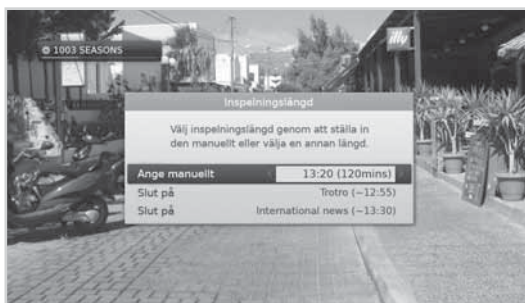 1003 SEASONS
illy
Inspelningslängd
Välj inspelningslängd genom att ställa in
den manuellt eller välja en annan längd.
Ange manuellt 13:20 (120mins)
Slut på Trotro (~12:55)
Slut på International news (~13:30)